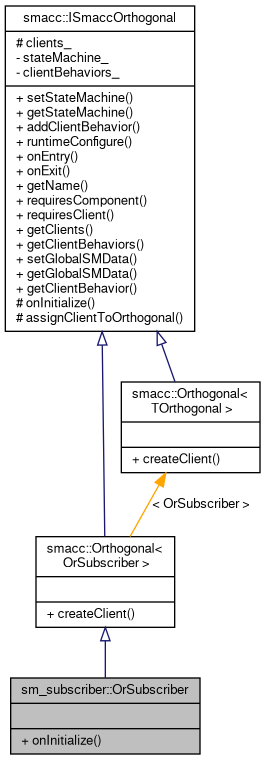 smacc::ISmaccOrthogonal
# clients_
- stateMachine_
- clientBehaviors_
+ setStateMachine()
+ getStateMachine()
+ addClientBehavior()
+ runtimeConfigure()
+ onEntry()
+ onExit()
+ getName()
+ requiresComponent()
+ requiresClient()
+ getClients()
+ getClientBehaviors()
+ setGlobalSMData()
+ getGlobalSMData()
+ getClientBehavior()
# onInitialize()
# assignClientToOrthogonal()
smacc::Orthogonal<
TOrthogonal >
+ createClient()
< OrSubscriber >
smacc::Orthogonal<
OrSubscriber >
+ createClient()
sm_subscriber::OrSubscriber
+ onInitialize()